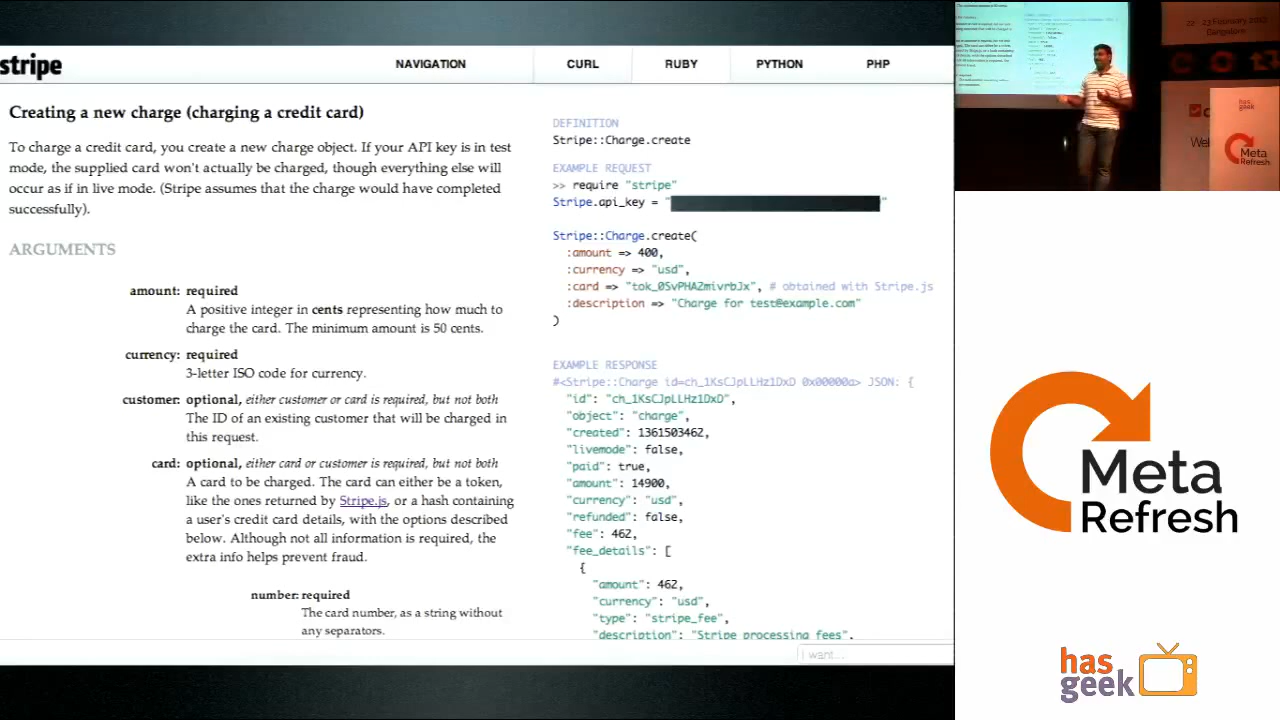 stripe
NAVIGATION
CURL
RUBY
PYTHON
PHP
Creating a new charge (charging a credit card)
To charge a credit card, you create a new charge object. If your API key is in test
mode, the supplied card won't actually be charged, though everything else will
occur as if in live mode. (Stripe assumes that the charge would have completed
successfully).
ARGUMENTS
amount: required
A positive integer in cents representing how much to
charge the card. The minimum amount is 50 cents.
currency: required
3-letter ISO code for currency.
customer: optional, either customer or card is required, but not both
The ID of an existing customer that will be charged in
this request.
card: optional, either card or customer is required, but not both
A card to be charged. The card can either be a token,
like the ones returned by Stripe.js, or a hash containing
a user's credit card details, with the options described
below. Although not all information is required, the
extra info helps prevent fraud.
number: required
The card number, as a string without
any separators.
DEFINITION
Stripe::Charge.create
EXAMPLE REQUEST
>> require "stripe"
Stripe.api_key = " "
Stripe::Charge.create(
:amount => 400,
:currency => "usd",
:card => "tok_0SvPHAZmivrbJx", # obtained with Stripe.js
:description => "Charge for test@example.com"
)
EXAMPLE RESPONSE
#<Stripe::Charge id=ch_1KsCJpLLHz1DxD 0x00000a> JSON: {
"id": "ch_1KsCJpLLHz1DxD",
"object": "charge",
"created": 1361503462,
"livemode": false,
"paid": true,
"amount": 14900,
"currency": "usd",
"refunded": false,
"fee": 462,
"fee_details": [
{
"amount": 462,
"currency": "usd",
"type": "stripe_fee",
"description": "Stripe processing fees",
I want...
22 - 23 February
has
geek
Meta
Refresh
Meta
Refresh
has
geek